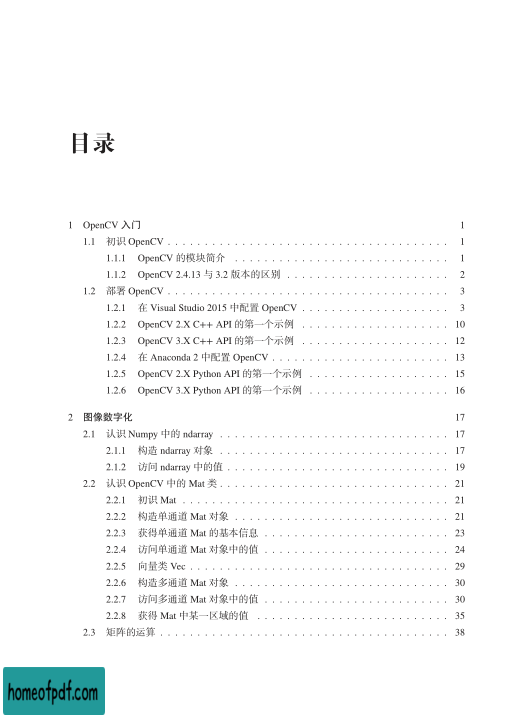 目录
1 OpenCV 入门 1
1.1 初识 OpenCV . . . . . . . . . . . . . . . . . . . . . . . . . . . . . . . . . . . . . . 1
1.1.1 OpenCV 的模块简介 . . . . . . . . . . . . . . . . . . . . . . . . . . . . . 1
1.1.2 OpenCV 2.4.13 与 3.2 版本的区别 . . . . . . . . . . . . . . . . . . . . . . 2
1.2 部署 OpenCV . . . . . . . . . . . . . . . . . . . . . . . . . . . . . . . . . . . . . . 3
1.2.1 在 Visual Studio 2015 中配置 OpenCV . . . . . . . . . . . . . . . . . . . . 3
1.2.2 OpenCV 2.X C++ API 的第一个示例 . . . . . . . . . . . . . . . . . . . . 10
1.2.3 OpenCV 3.X C++ API 的第一个示例 . . . . . . . . . . . . . . . . . . . . 12
1.2.4 在 Anaconda 2 中配置 OpenCV . . . . . . . . . . . . . . . . . . . . . . . . 13
1.2.5 OpenCV 2.X Python API 的第一个示例 . . . . . . . . . . . . . . . . . . . 15
1.2.6 OpenCV 3.X Python API 的第一个示例 . . . . . . . . . . . . . . . . . . . 16
2 图像数字化 17
2.1 认识 Numpy 中的 ndarray . . . . . . . . . . . . . . . . . . . . . . . . . . . . . . . 17
2.1.1 构造 ndarray 对象 . . . . . . . . . . . . . . . . . . . . . . . . . . . . . . . 17
2.1.2 访问 ndarray 中的值 . . . . . . . . . . . . . . . . . . . . . . . . . . . . . . 19
2.2 认识 OpenCV 中的 Mat 类 . . . . . . . . . . . . . . . . . . . . . . . . . . . . . . . 21
2.2.1 初识 Mat . . . . . . . . . . . . . . . . . . . . . . . . . . . . . . . . . . . . 21
2.2.2 构造单通道 Mat 对象 . . . . . . . . . . . . . . . . . . . . . . . . . . . . . 21
2.2.3 获得单通道 Mat 的基本信息 . . . . . . . . . . . . . . . . . . . . . . . . . 23
2.2.4 访问单通道 Mat 对象中的值 . . . . . . . . . . . . . . . . . . . . . . . . . 24
2.2.5 向量类 Vec . . . . . . . . . . . . . . . . . . . . . . . . . . . . . . . . . . . 29
2.2.6 构造多通道 Mat 对象 . . . . . . . . . . . . . . . . . . . . . . . . . . . . . 30
2.2.7 访问多通道 Mat 对象中的值 . . . . . . . . . . . . . . . . . . . . . . . . . 30
2.2.8 获得 Mat 中某一区域的值 . . . . . . . . . . . . . . . . . . . . . . . . . . 35
2.3 矩阵的运算 . . . . . . . . . . . . . . . . . . . . . . . . . . . . . . . . . . . . . . . 38
homeofpdf.com